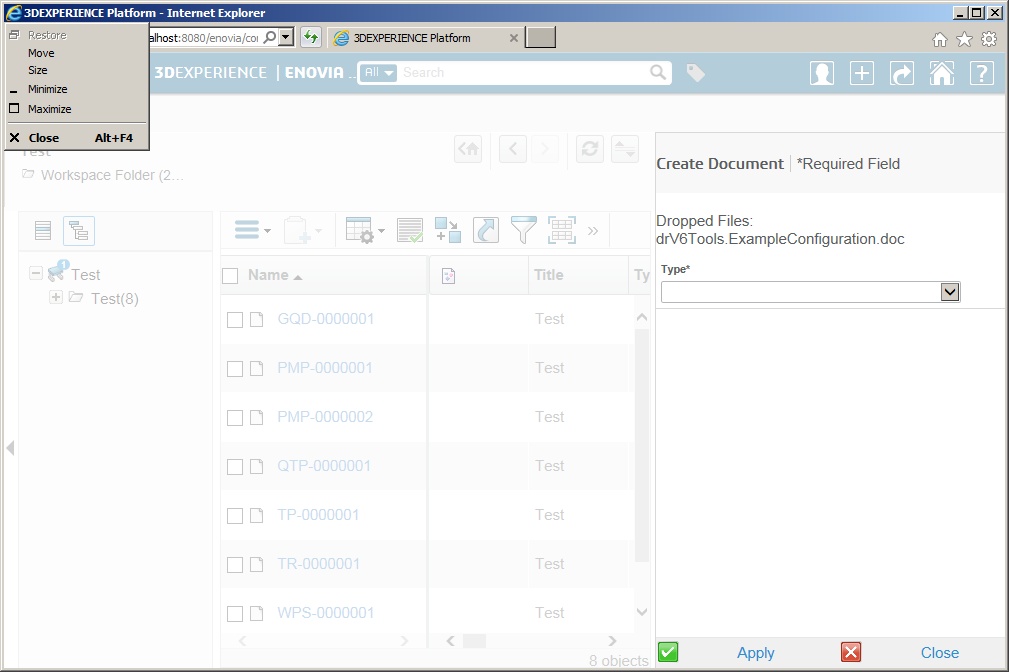 3DEXPERIENCE Platform - Internet Explorer
Restore
Move
Size
Minimize
Maximize
Close Alt+F4
alhost:8080/enovia/co
3DEXPERIENCE Platform
3DEXPERIENCE | ENOVIA ...
All Search
Workspace Folder (2...
Create Document *Required Field
Dropped Files:
drV6Tools.ExampleConfiguration.doc
Type*
1
Test
Test(8)
Name Title Ty
GQD-0000001 Test
PMP-0000001 Test
PMP-0000002 Test
QTP-0000001 Test
TP-0000001 Test
TR-0000001 Test
WPS-0000001 Test
8 objects
Apply Close